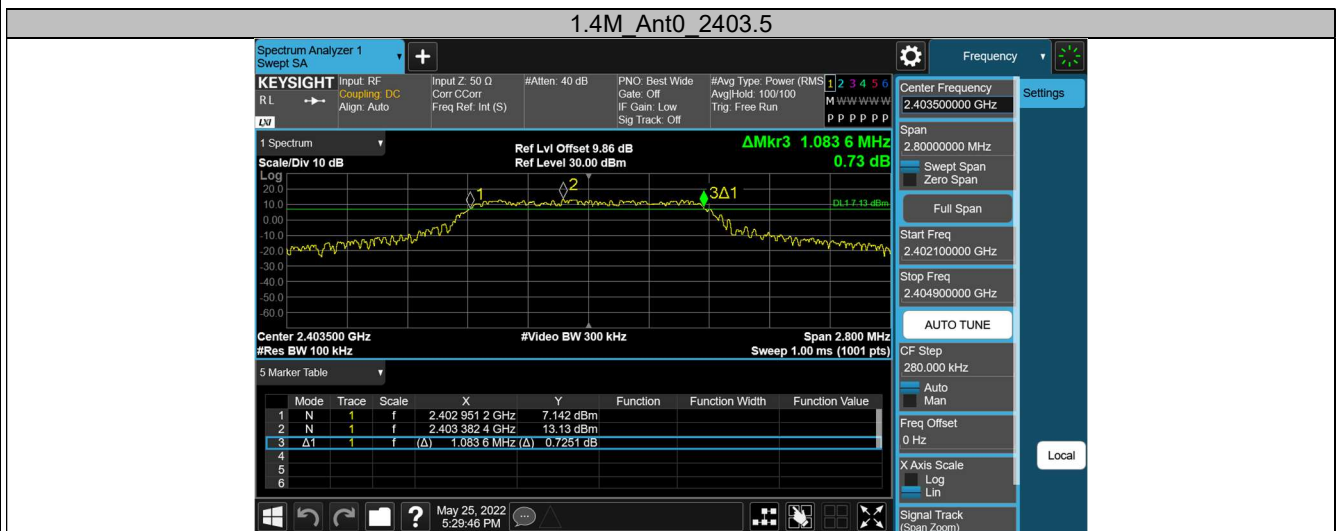 1.4M_Ant0_2403.5
Spectrum Analyzer 1
Swept SA
Frequency
KEYSIGHT
R L
LXI
Input: RF
Coupling: DC
Align: Auto
Input Z: 50 Ω
Corr CCorr
Freq Ref: Int (S)
#Atten: 40 dB
PNO: Best Wide
Gate: Off
IF Gain: Low
Sig Track: Off
#Avg Type: Power (RMS
Avg|Hold: 100/100
Trig: Free Run
1 2 3 4 5 6
M W W W W W
P P P P P P
1 Spectrum
Scale/Div 10 dB
Ref Lvl Offset 9.86 dB
Ref Level 30.00 dBm
ΔMkr3 1.083 6 MHz
0.73 dB
Log
20.0
10.0
0.00
-10.0
-20.0
-30.0
-40.0
-50.0
-60.0
1
2
3Δ1
DL1 7.13 dBm
Center 2.403500 GHz
#Res BW 100 kHz
#Video BW 300 kHz
Span 2.800 MHz
Sweep 1.00 ms (1001 pts)
5 Marker Table
Mode Trace Scale X Y Function Function Width Function Value
1 N 1 f 2.402 951 2 GHz 7.142 dBm
2 N 1 f 2.403 382 4 GHz 13.13 dBm
3 Δ1 1 f (Δ) 1.083 6 MHz (Δ) 0.7251 dB
4
5
6
?
May 25, 2022
5:29:46 PM
Center Frequency
2.403500000 GHz
Settings
Span
2.80000000 MHz
Swept Span
Zero Span
Full Span
Start Freq
2.402100000 GHz
Stop Freq
2.404900000 GHz
AUTO TUNE
CF Step
280.000 kHz
Auto
Man
Freq Offset
0 Hz
X Axis Scale
Log
Lin
Local
Signal Track
(Span Zoom)